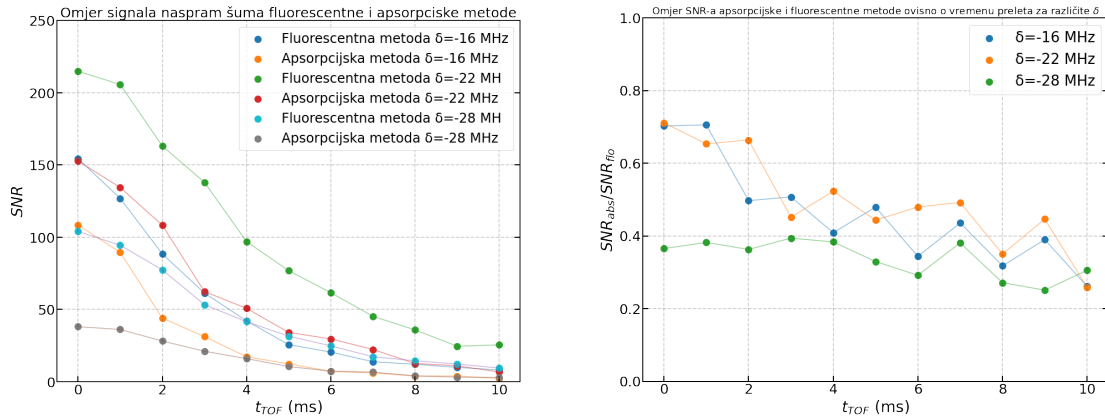 Omjer signala naspram šuma fluorescentne i apsorpciske metode
250
200
150
100
50
0
SNR
Fluorescentna metoda δ=-16 MHz
Apsorpcijska metoda δ=-16 MHz
Fluorescentna metoda δ=-22 MH
Apsorpcijska metoda δ=-22 MHz
Fluorescentna metoda δ=-28 MH
Apsorpcijska metoda δ=-28 MHz
0 2 4 6 8 10
t_TOF (ms)
Omjer SNR-a apsorpcijske i fluorescentne metode ovisno o vremenu preleta za različite δ
1.0
0.8
0.6
0.4
0.2
0.0
SNR_abs/SNR_flo
δ=-16 MHz
δ=-22 MHz
δ=-28 MHz
0 2 4 6 8 10
t_TOF (ms)